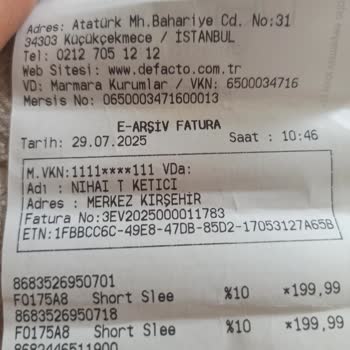 Adres: Atatürk Mh.Bahariye Cd. No:31
34303 Küçükçekmece / İSTANBUL
Tel: 0212 705 12 12
Web Sitesi: www.defacto.com.tr
VD: Marmara Kurumlar / VKN: 6500034716
Mersis No: 0650003471600013
E-ARŞİV FATURA
Tarih: 29.07.2025 Saat : 10:46
M.VKN:1111****111 VDa:
Adı : NIHAI T KETICI
Adres : MERKEZ KIRŞEHİR
Fatura No:3EV2025000011783
ETN:1FBBCC6C-49E8-47DB-85D2-17053127A65B
8683526950701
F0175A8 Short Slee %10 *199,99
8683526950718
F0175A8 Short Slee %10 *199,99
8682446511900